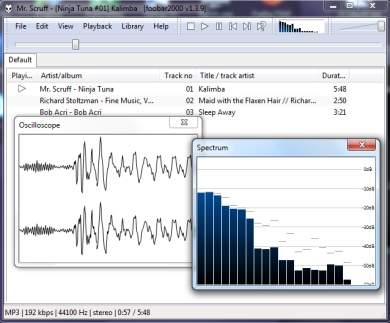 Mr. Scruff - [Ninja Tuna #01] Kalimba [foobar2000 v1.3.9]
File Edit View Playback Library Help
Default
Playi... Artist/album Track no Title / track artist Durat...
Mr. Scruff - Ninja Tuna 01 Kalimba 5:48
Richard Stoltzman - Fine Music, V... 02 Maid with the Flaxen Hair // Richar... 2:50
Bob Acri - Bob Acri 03 Sleep Away 3:21
Oscilloscope
Spectrum
0dB
-10dB
-20dB
-30dB
-40dB
-50dB
MP3 | 192 kbps | 44100 Hz | stereo | 0:57 / 5:48